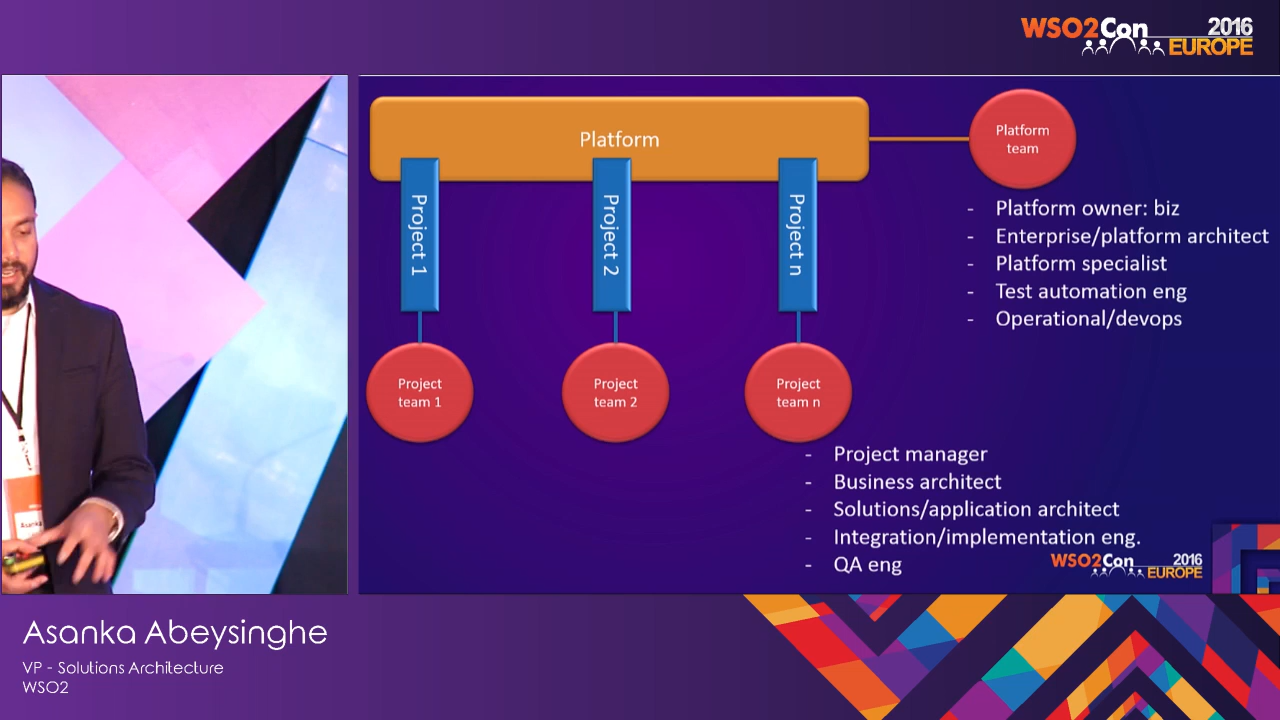 WSO2Con 2016
EUROPE
Platform
Platform
team
Project 1
Project 2
Project n
- Platform owner: biz
- Enterprise/platform architect
- Platform specialist
- Test automation eng
- Operational/devops
Project
team 1
Project
team 2
Project
team n
- Project manager
- Business architect
- Solutions/application architect
- Integration/implementation eng.
- QA eng
WSO2Con 2016
EUROPE
Asanka
Asanka Abeysinghe
VP - Solutions Architecture
WSO2